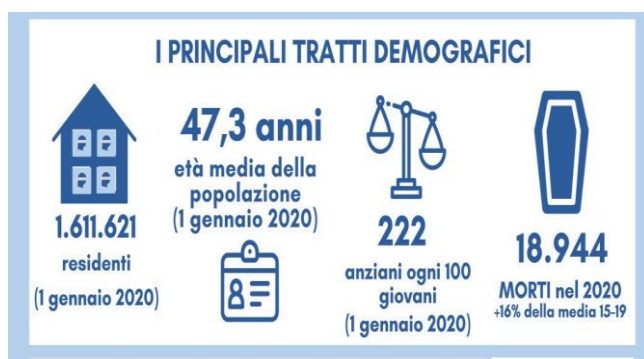 I PRINCIPALI TRATTI DEMOGRAFICI
1.611.621
residenti
(1 gennaio 2020)
47,3 anni
età media della
popolazione
(1 gennaio 2020)
222
anziani ogni 100
giovani
(1 gennaio 2020)
18.944
MORTI nel 2020
+16% della media 15-19